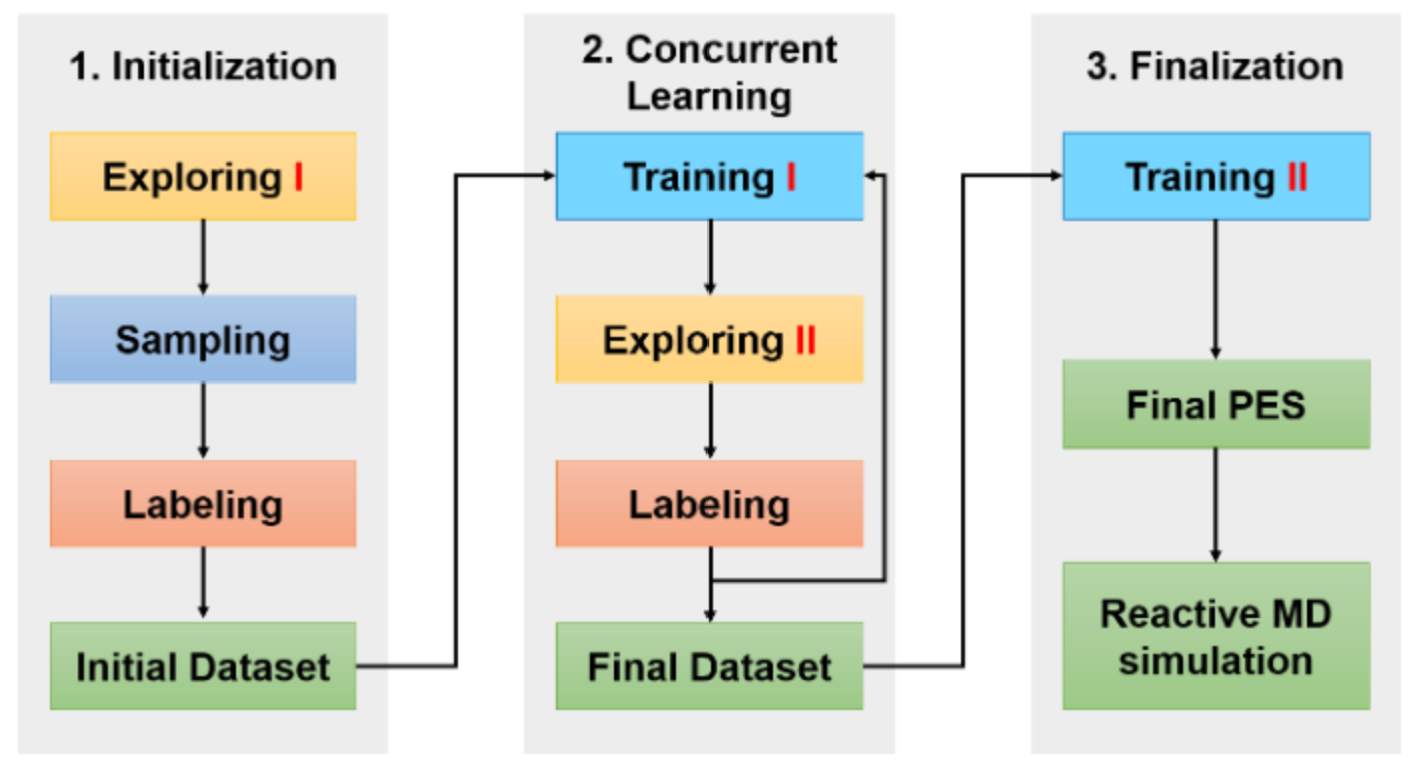 1. Initialization
Exploring I
Sampling
Labeling
Initial Dataset
2. Concurrent
Learning
Training I
Exploring II
Labeling
Final Dataset
3. Finalization
Training II
Final PES
Reactive MD
simulation